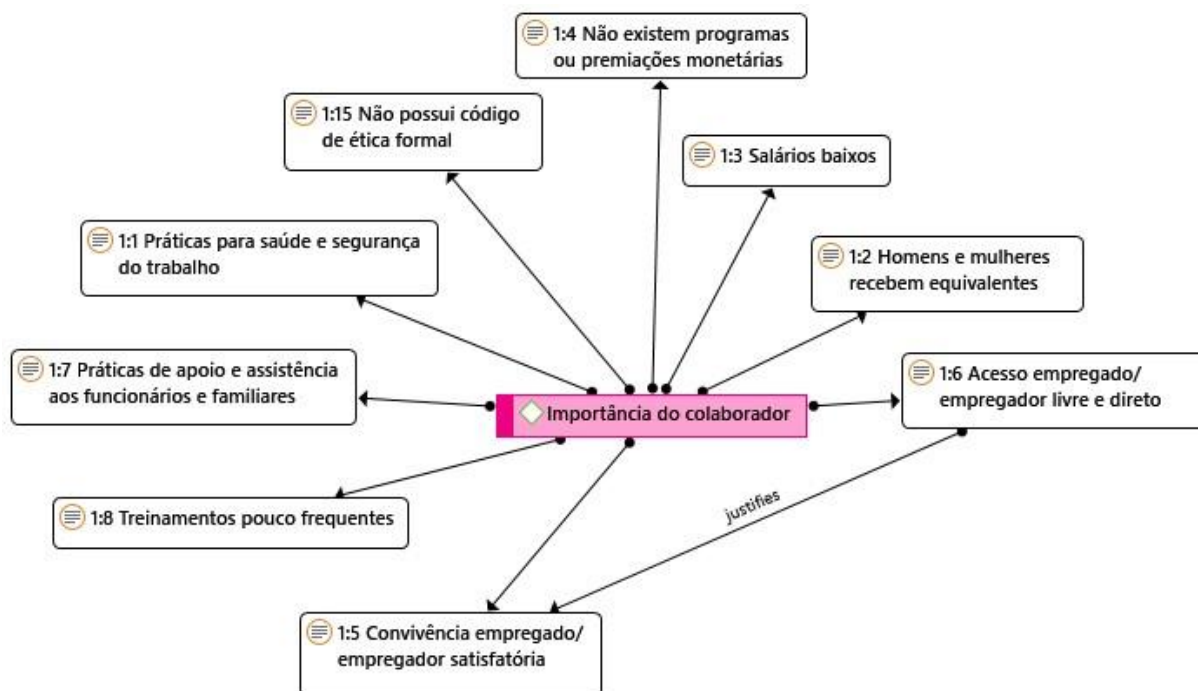 1:4 Não existem programas
ou premiações monetárias
1:15 Não possui código
de ética formal
1:3 Salários baixos
1:1 Práticas para saúde e segurança
do trabalho
1:2 Homens e mulheres
recebem equivalentes
1:7 Práticas de apoio e assistência
aos funcionários e familiares
1:6 Acesso empregado/
empregador livre e direto
Importância do colaborador
1:8 Treinamentos pouco frequentes
justifies
1:5 Convivência empregado/
empregador satisfatória